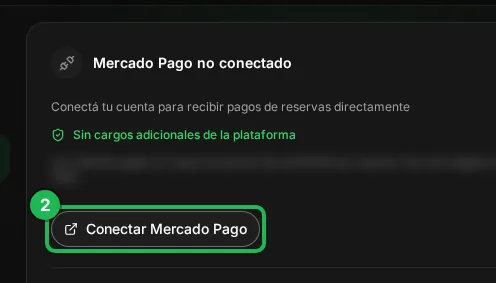 Mercado Pago no conectado
Conectá tu cuenta para recibir pagos de reservas directamente
Sin cargos adicionales de la plataforma
2
Conectar Mercado Pago